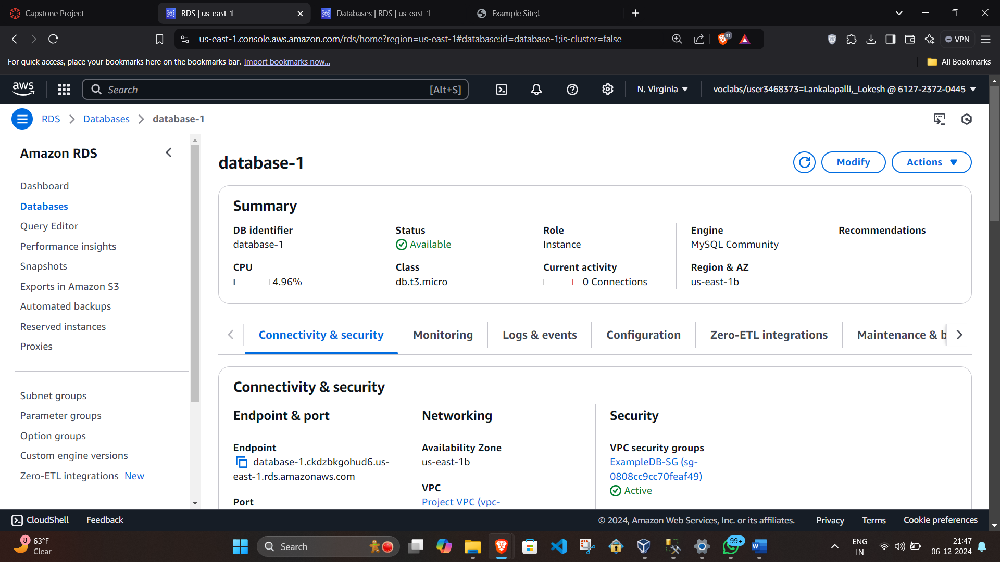 Capstone Project
RDS | us-east-1
Databases | RDS | us-east-1
Example Site;!
us-east-1.console.aws.amazon.com/rds/home?region=us-east-1#database:id=database-1;is-cluster=false
31
VPN
For quick access, place your bookmarks here on the bookmarks bar. Import bookmarks now...
All Bookmarks
aws
Search
[Alt+S]
N. Virginia
voclabs/user3468373=Lankalapalli,_Lokesh @ 6127-2372-0445
RDS
Databases
database-1
Amazon RDS
Dashboard
Databases
Query Editor
Performance insights
Snapshots
Exports in Amazon S3
Automated backups
Reserved instances
Proxies
Subnet groups
Parameter groups
Option groups
Custom engine versions
Zero-ETL integrations New
database-1
Modify
Actions
Summary
DB identifier
database-1
Status
Available
Role
Instance
Engine
MySQL Community
Recommendations
CPU
4.96%
Class
db.t3.micro
Current activity
0 Connections
Region & AZ
us-east-1b
Connectivity & security
Monitoring
Logs & events
Configuration
Zero-ETL integrations
Maintenance & b
Connectivity & security
Endpoint & port
Endpoint
database-1.ckdzbkgohud6.us-
east-1.rds.amazonaws.com
Port
Networking
Availability Zone
us-east-1b
VPC
Project VPC (vpc-
Security
VPC security groups
ExampleDB-SG (sg-
0808cc9cc70feaf49)
Active
CloudShell
Feedback
© 2024, Amazon Web Services, Inc. or its affiliates.
Privacy
Terms
Cookie preferences
8
63°F
Clear
Search
99+
W
ENG
IN
21:47
06-12-2024